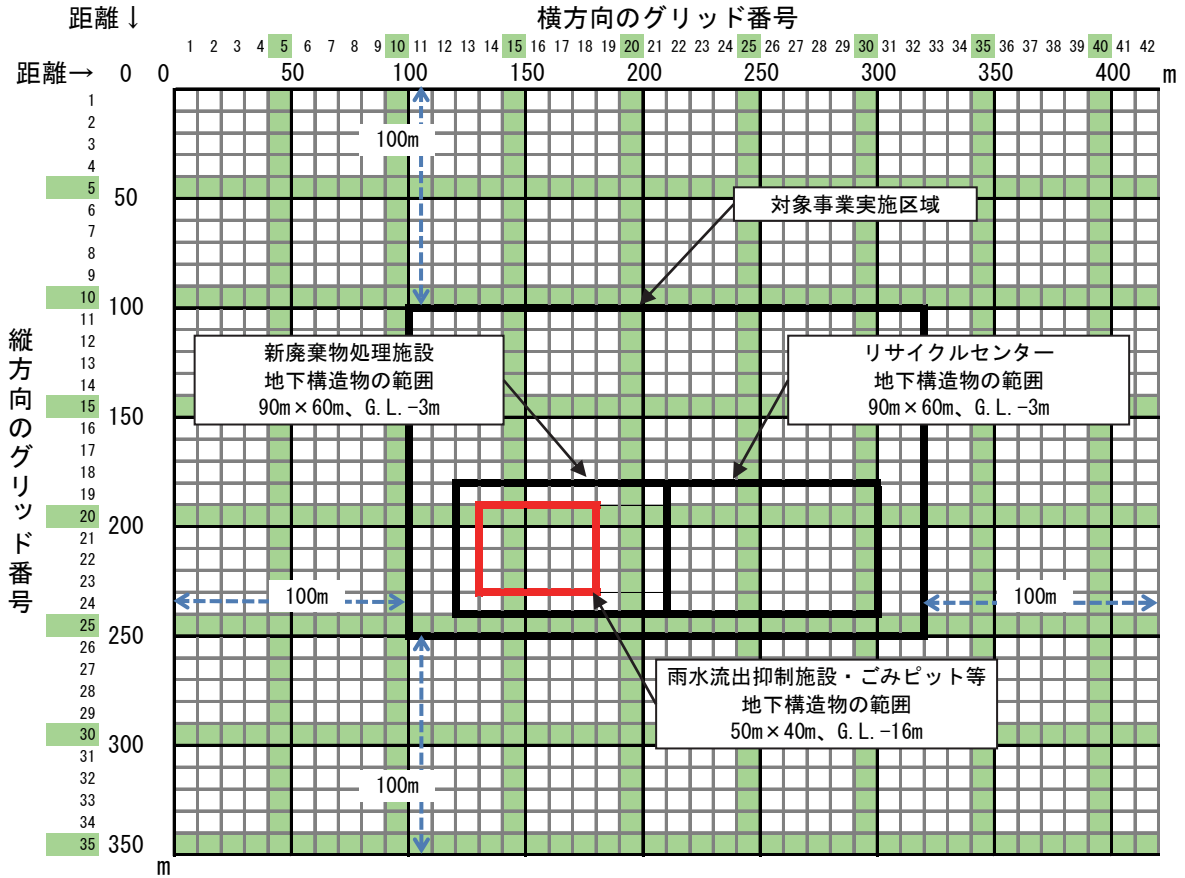 距離↓
横方向のグリッド番号
1 2 3 4 5 6 7 8 9 10 11 12 13 14 15 16 17 18 19 20 21 22 23 24 25 26 27 28 29 30 31 32 33 34 35 36 37 38 39 40 41 42
距離→ 0 0 50 100 150 200 250 300 350 400 m
1
100m
2
3
4
5
50
6
対象事業実施区域
7
8
9
10
100
11
縦方向のグリッド番号
12
13
14
15
150
新廃棄物処理施設
地下構造物の範囲
90m×60m、G.L.-3m
リサイクルセンター
地下構造物の範囲
90m×60m、G.L.-3m
16
17
18
19
20
200
21
22
23
24
100m
100m
25
250
26
27
28
29
30
300
雨水流出抑制施設・ごみピット等
地下構造物の範囲
50m×40m、G.L.-16m
31
32
100m
33
34
35
350
m